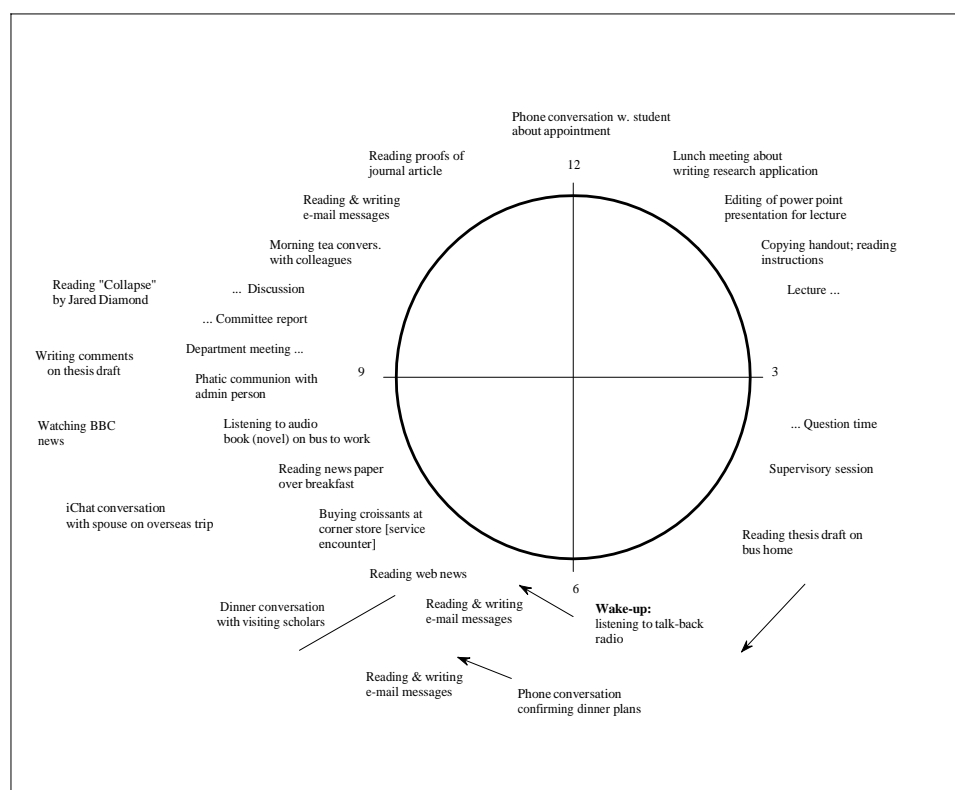 Phone conversation w. student
about appointment
12
Reading proofs of
journal article
Lunch meeting about
writing research application
Reading & writing
e-mail messages
Editing of power point
presentation for lecture
Morning tea convers.
with colleagues
Copying handout; reading
instructions
Reading "Collapse"
by Jared Diamond
... Discussion
Lecture ...
... Committee report
Writing comments
on thesis draft
Department meeting ...
9
3
Phatic communion with
admin person
Watching BBC
news
Listening to audio
book (novel) on bus to work
... Question time
Reading news paper
over breakfast
Supervisory session
iChat conversation
with spouse on overseas trip
Buying croissants at
corner store [service
encounter]
Reading thesis draft on
bus home
Reading web news
6
Dinner conversation
with visiting scholars
Reading & writing
e-mail messages
Wake-up:
listening to talk-back
radio
Reading & writing
e-mail messages
Phone conversation
confirming dinner plans